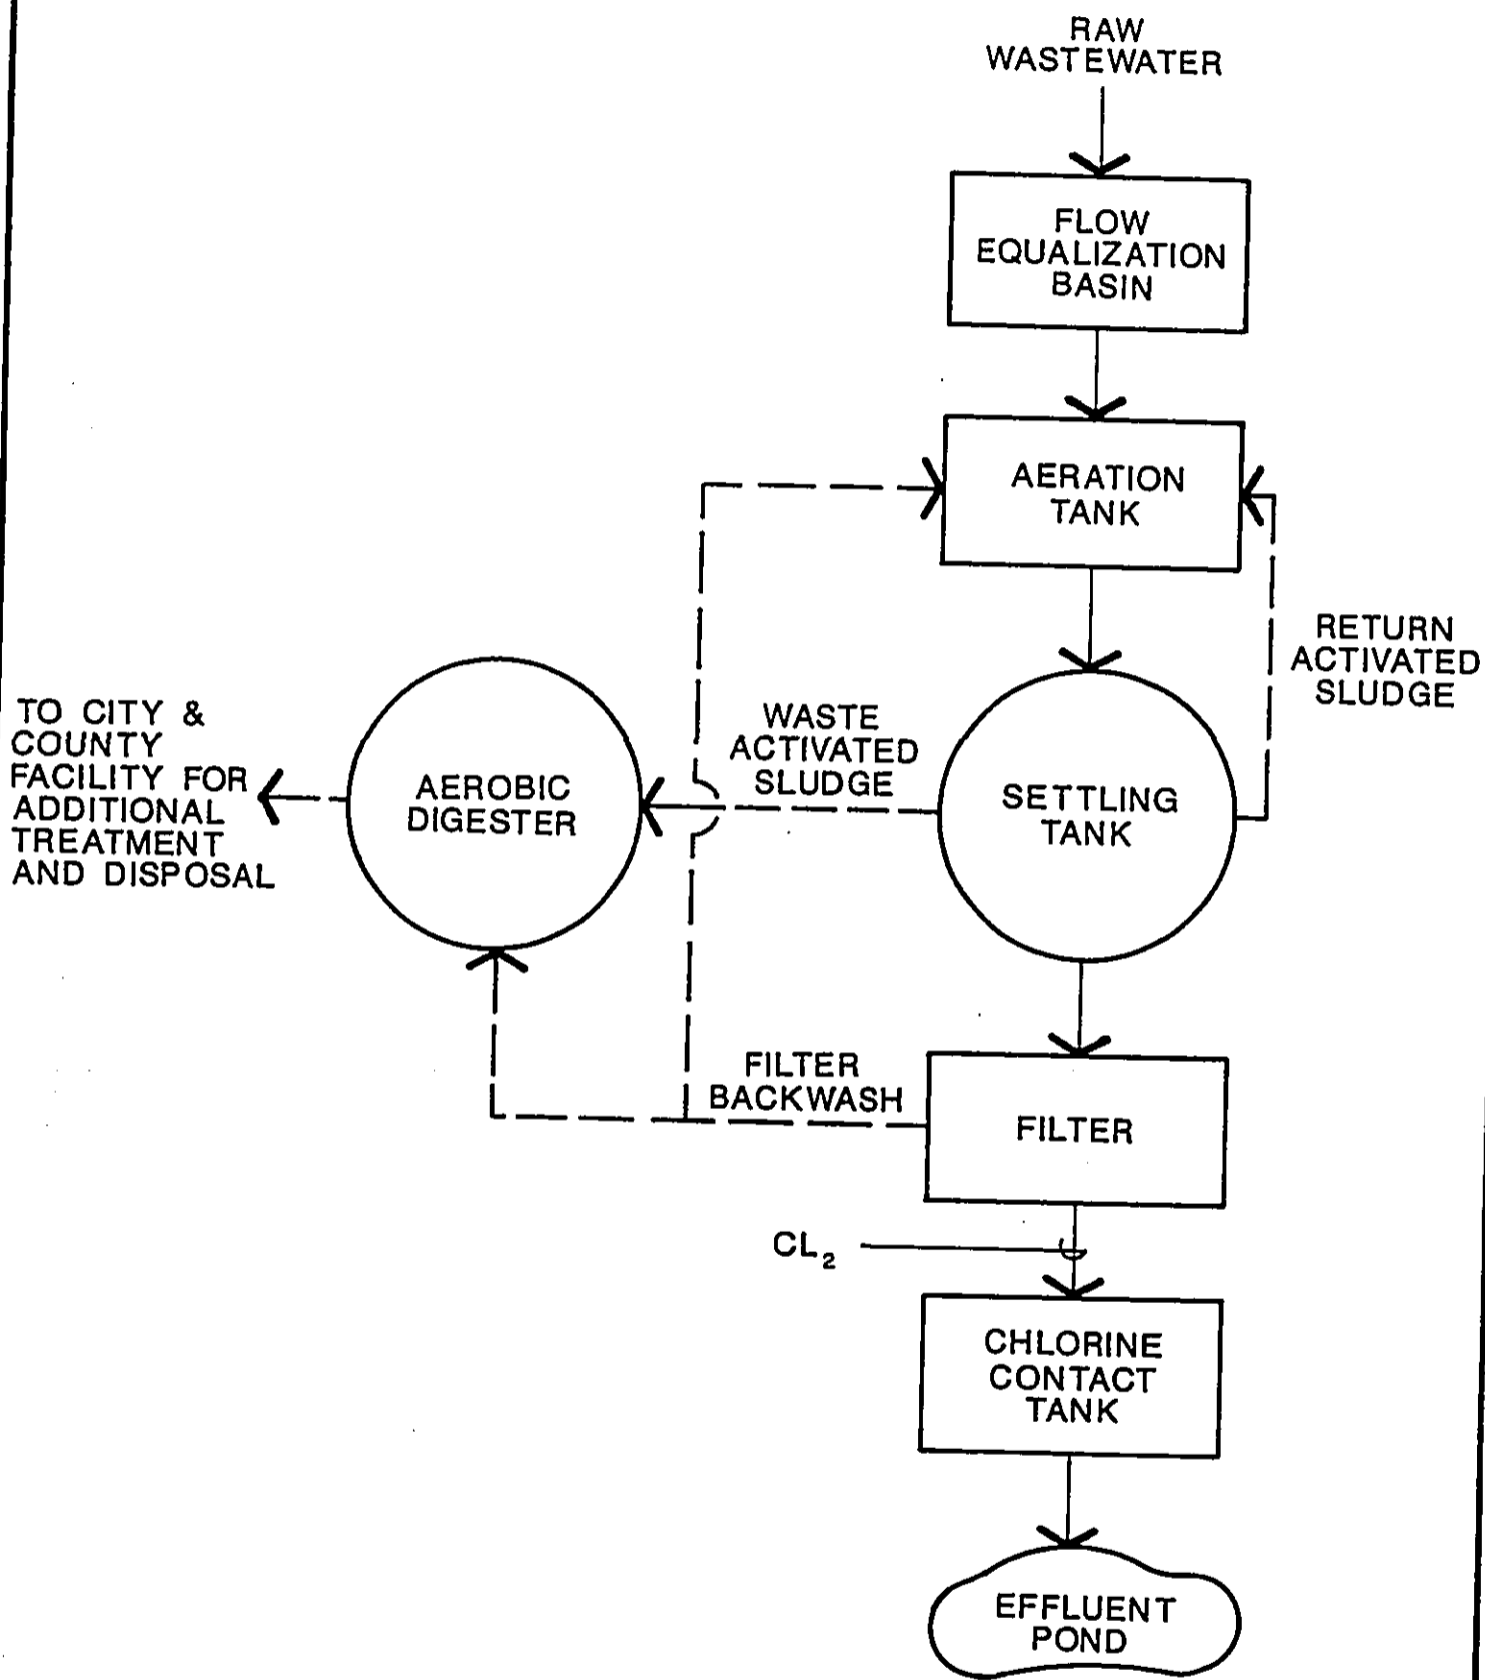 RAW
WASTEWATER
FLOW
EQUALIZATION
BASIN
AERATION
TANK
RETURN
ACTIVATED
SLUDGE
TO CITY &
COUNTY
FACILITY FOR
ADDITIONAL
TREATMENT
AND DISPOSAL
AEROBIC
DIGESTER
WASTE
ACTIVATED
SLUDGE
SETTLING
TANK
FILTER
BACKWASH
FILTER
CL₂
CHLORINE
CONTACT
TANK
EFFLUENT
POND